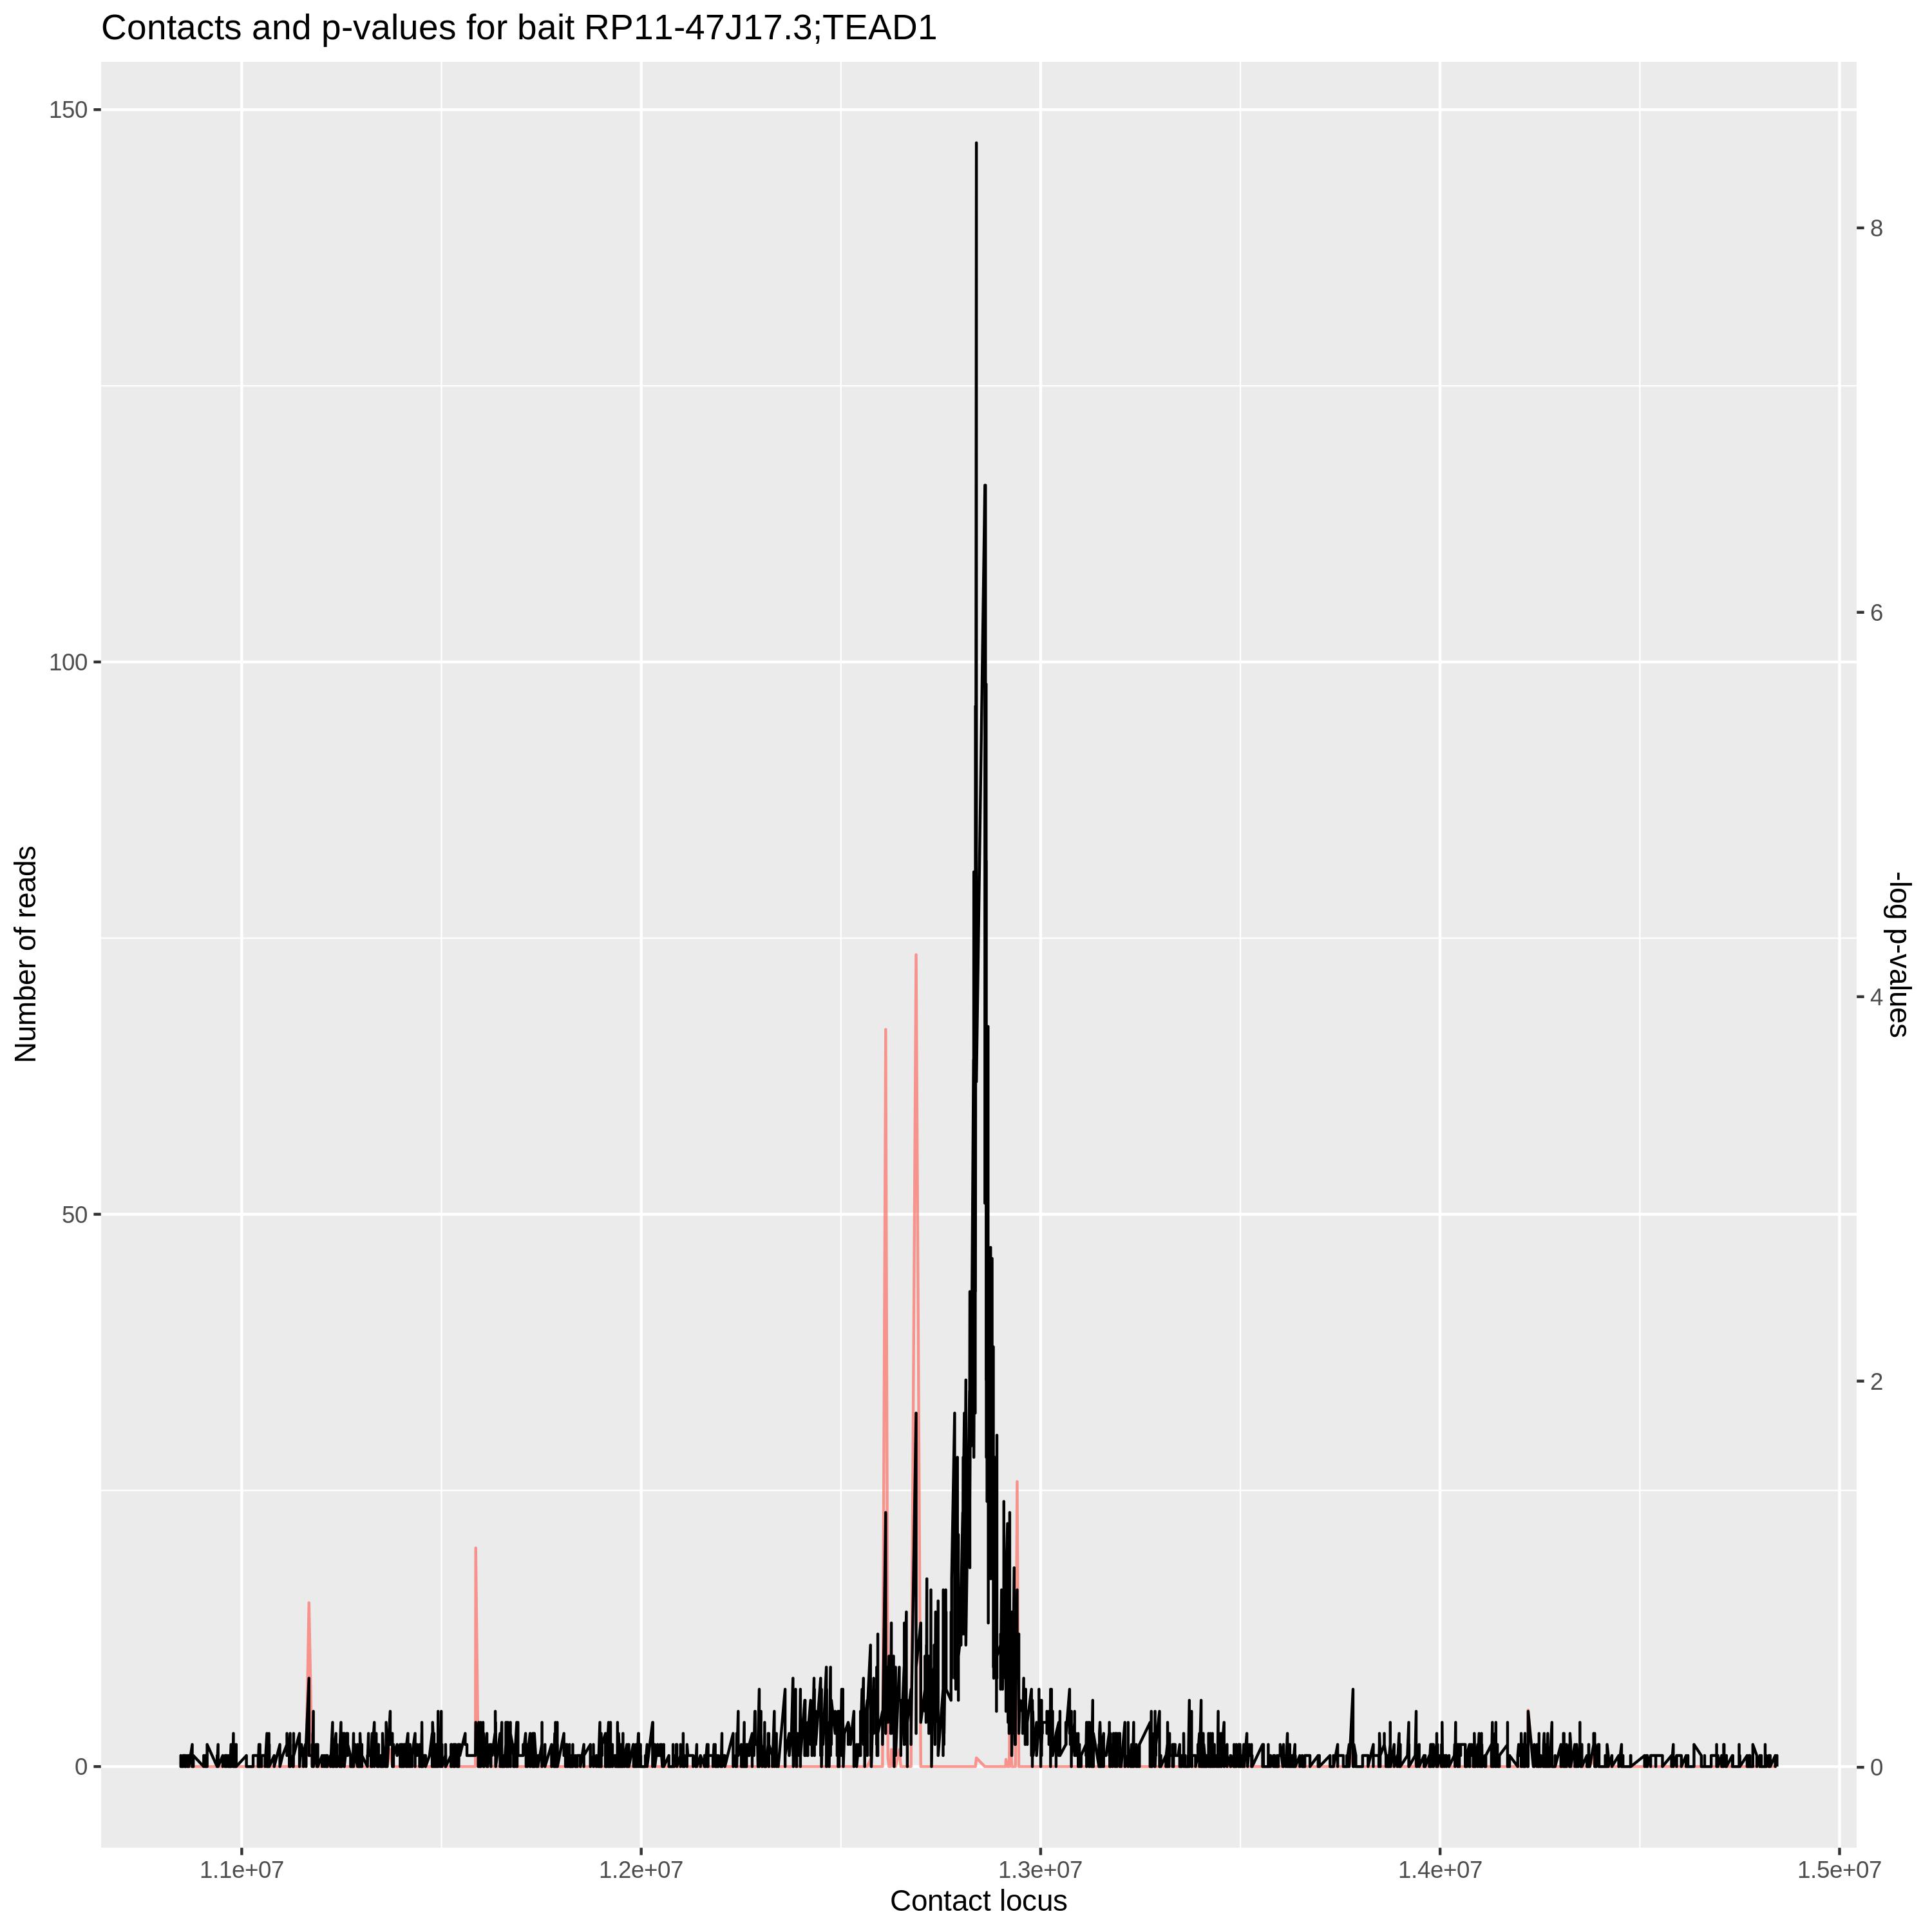 Contacts and p-values for bait RP11-47J17.3;TEAD1
150
100
50
0
Number of reads
8
6
4
2
0
-log p-values
1.1e+07
1.2e+07
1.3e+07
1.4e+07
1.5e+07
Contact locus